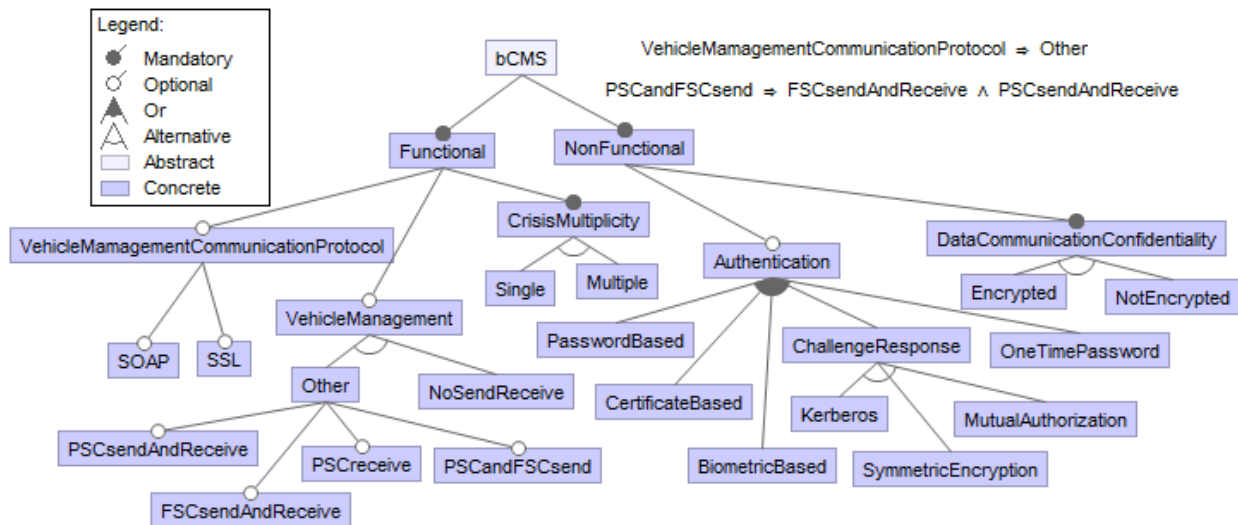 Legend:
Mandatory
Optional
Or
Alternative
Abstract
Concrete
bCMS
VehicleMamagementCommunicationProtocol ⇒ Other
PSCandFSCsend ⇒ FSCsendAndReceive ∧ PSCsendAndReceive
Functional
NonFunctional
VehicleMamagementCommunicationProtocol
CrisisMultiplicity
DataCommunicationConfidentiality
Single
Multiple
Authentication
Encrypted
NotEncrypted
VehicleManagement
SOAP
SSL
PasswordBased
ChallengeResponse
OneTimePassword
Other
NoSendReceive
CertificateBased
Kerberos
MutualAuthorization
PSCsendAndReceive
PSCreceive
PSCandFSCsend
BiometricBased
SymmetricEncryption
FSCsendAndReceive